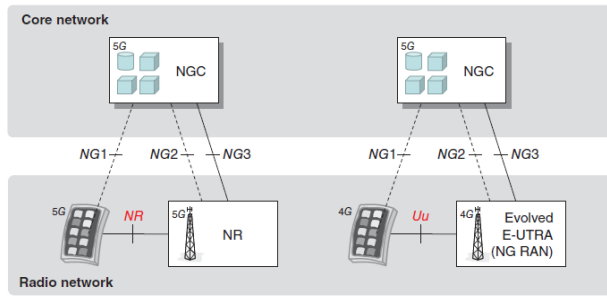 Core network
5G
NGC
5G
NGC
NG1
NG2
NG3
NG1
NG2
NG3
5G
NR
5G
NR
4G
Uu
4G
Evolved
E-UTRA
(NG RAN)
Radio network